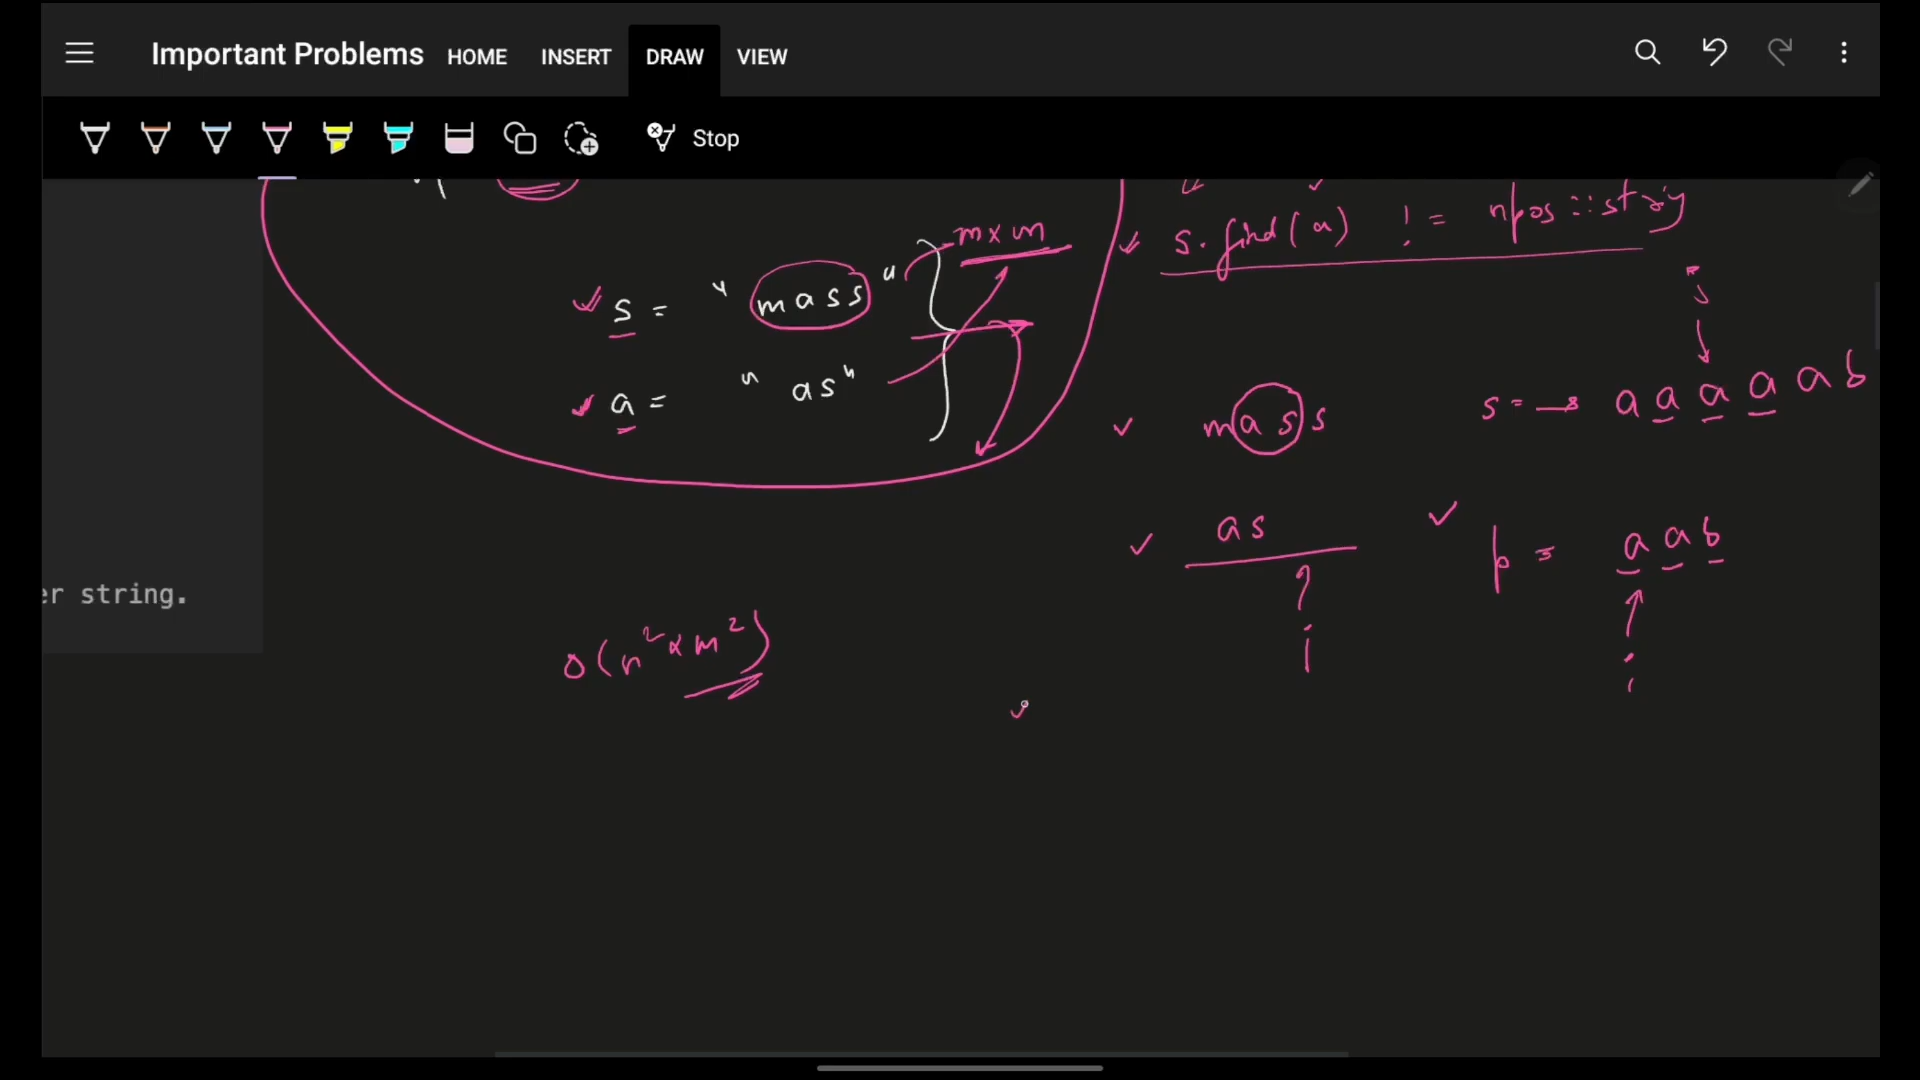 Important Problems HOME INSERT DRAW VIEW
Stop
s.find(a) != npos::string
m x m
s = "mass"
a = "as"
mass
s = → aaaaab
j
as
p = aab
er string.
O(n² x m²)
i
i